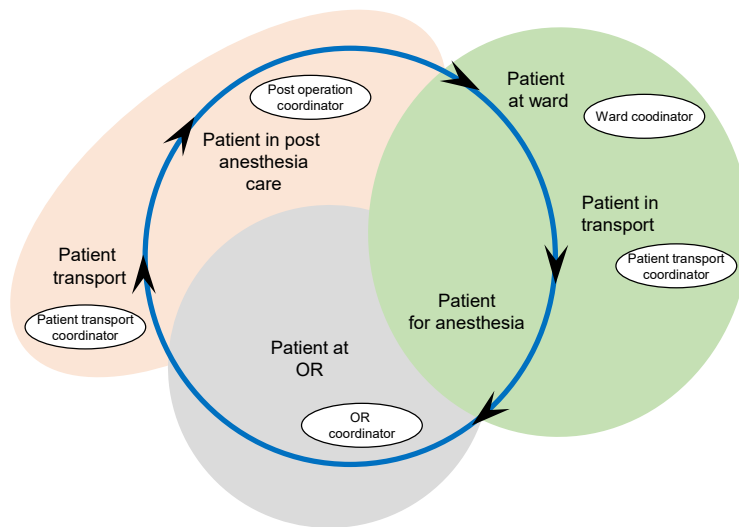 Post operation
coordinator
Patient in post
anesthesia
care
Patient
at ward
Ward coodinator
Patient in
transport
Patient transport
coordinator
Patient
for anesthesia
Patient
transport
Patient transport
coordinator
Patient at
OR
OR
coordinator